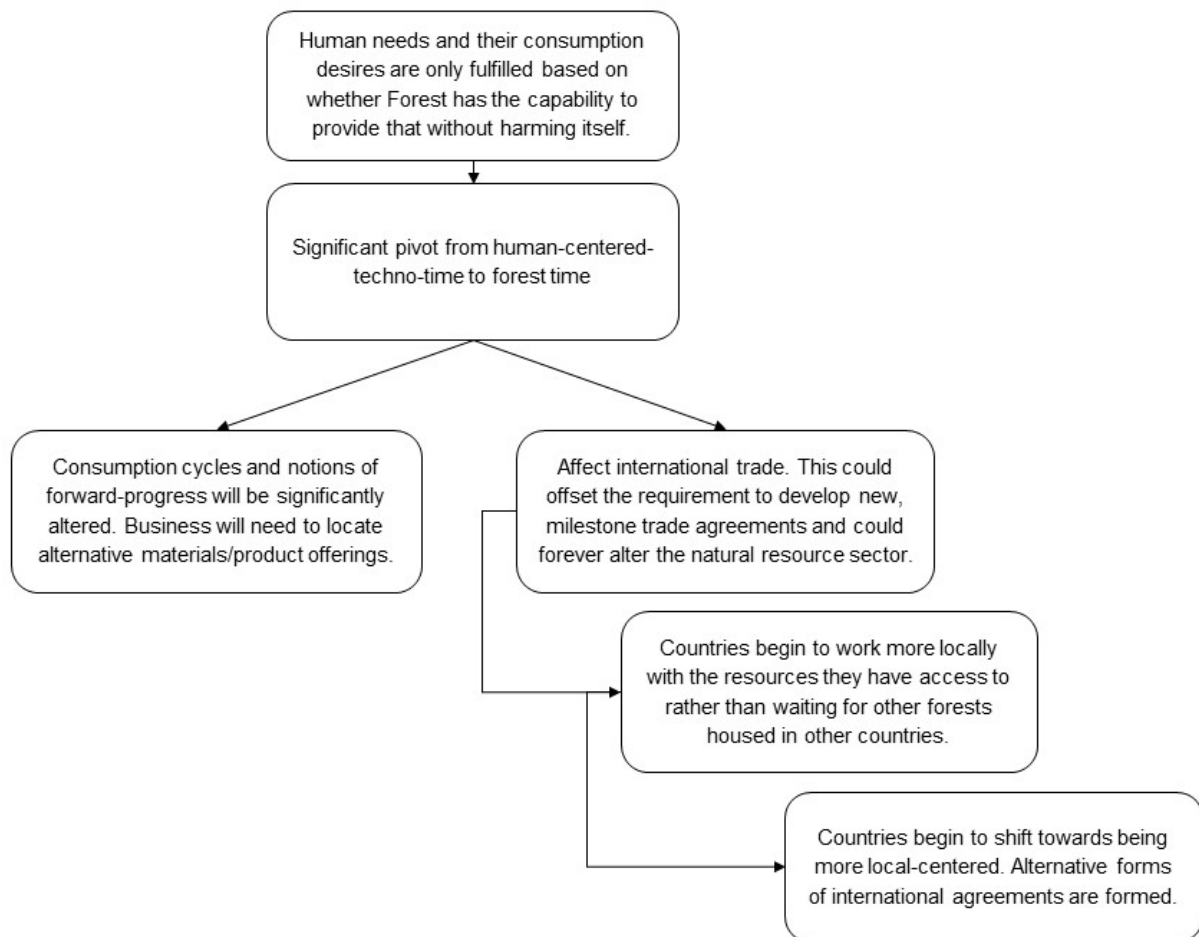 Human needs and their consumption
desires are only fulfilled based on
whether Forest has the capability to
provide that without harming itself.
Significant pivot from human-centered-
techno-time to forest time
Consumption cycles and notions of
forward-progress will be significantly
altered. Business will need to locate
alternative materials/product offerings.
Affect international trade. This could
offset the requirement to develop new,
milestone trade agreements and could
forever alter the natural resource sector.
Countries begin to work more locally
with the resources they have access to
rather than waiting for other forests
housed in other countries.
Countries begin to shift towards being
more local-centered. Alternative forms
of international agreements are formed.